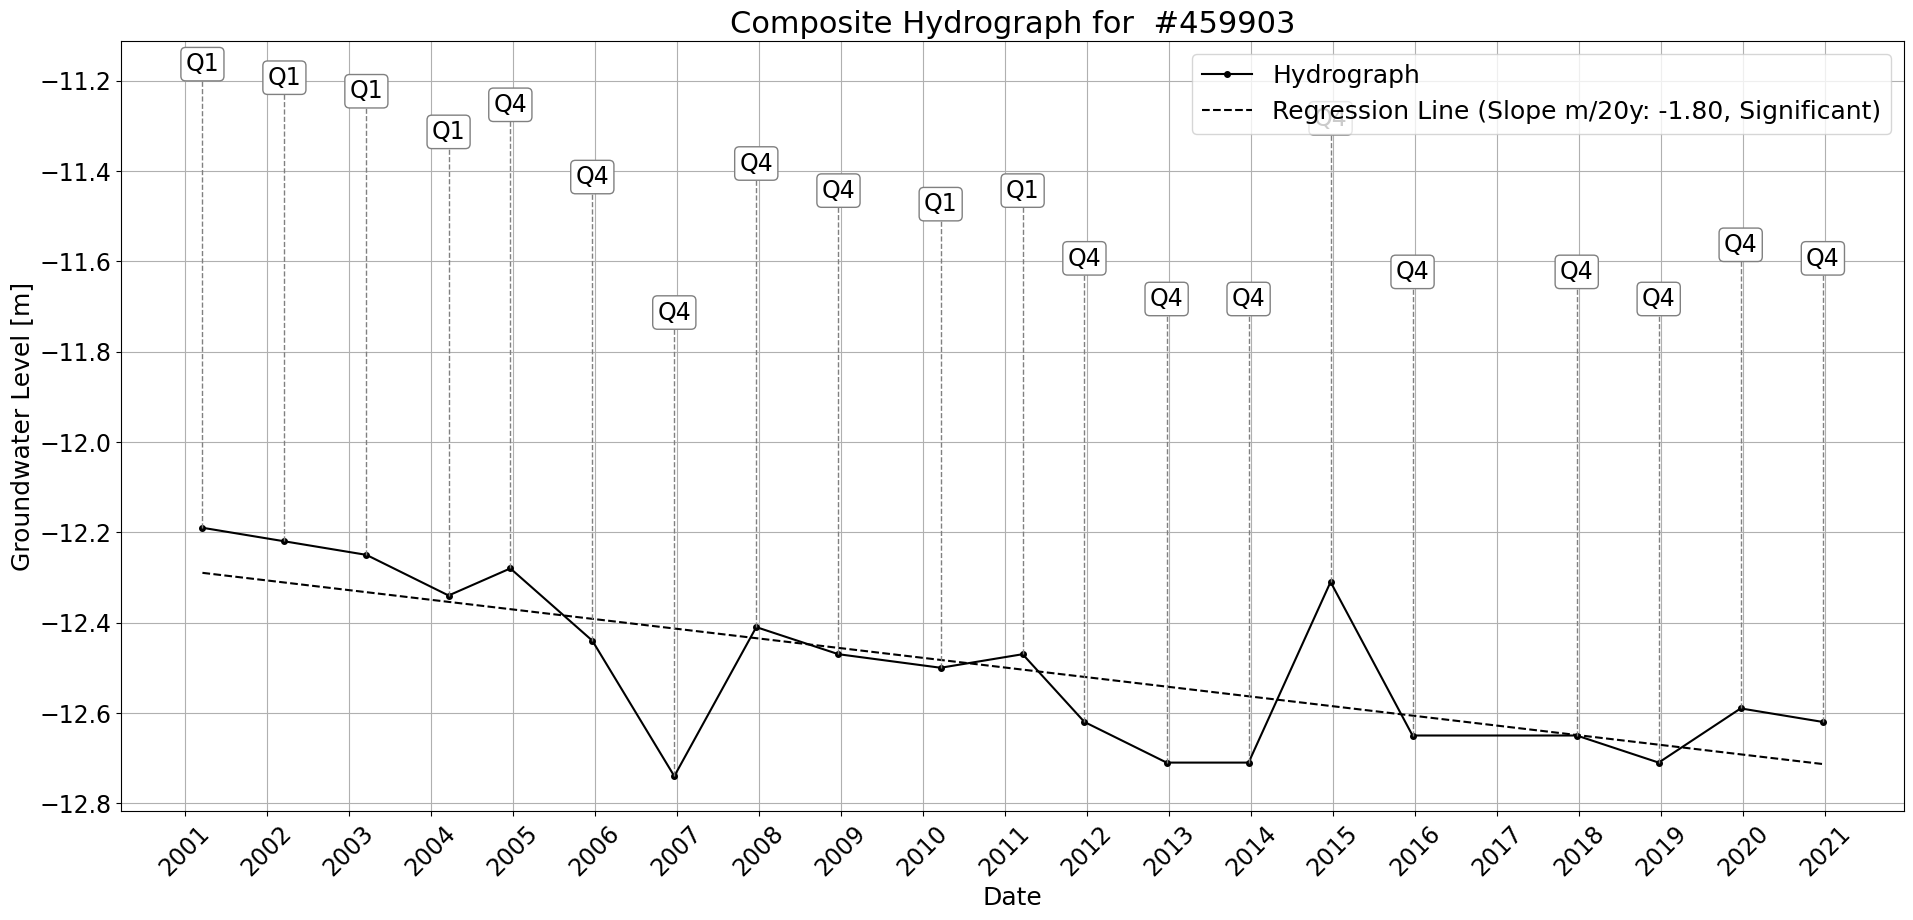 Composite Hydrograph for  #459903
Hydrograph
Regression Line (Slope m/20y: -1.80, Significant)
Q1
Q1
Q1
Q1
Q4
Q4
Q4
Q4
Q4
Q1
Q1
Q4
Q4
Q4
Q4
Q4
Q4
Q4
Q4
Q4
Groundwater Level [m]
−11.2
−11.4
−11.6
−11.8
−12.0
−12.2
−12.4
−12.6
−12.8
2001
2002
2003
2004
2005
2006
2007
2008
2009
2010
2011
2012
2013
2014
2015
2016
2017
2018
2019
2020
2021
Date